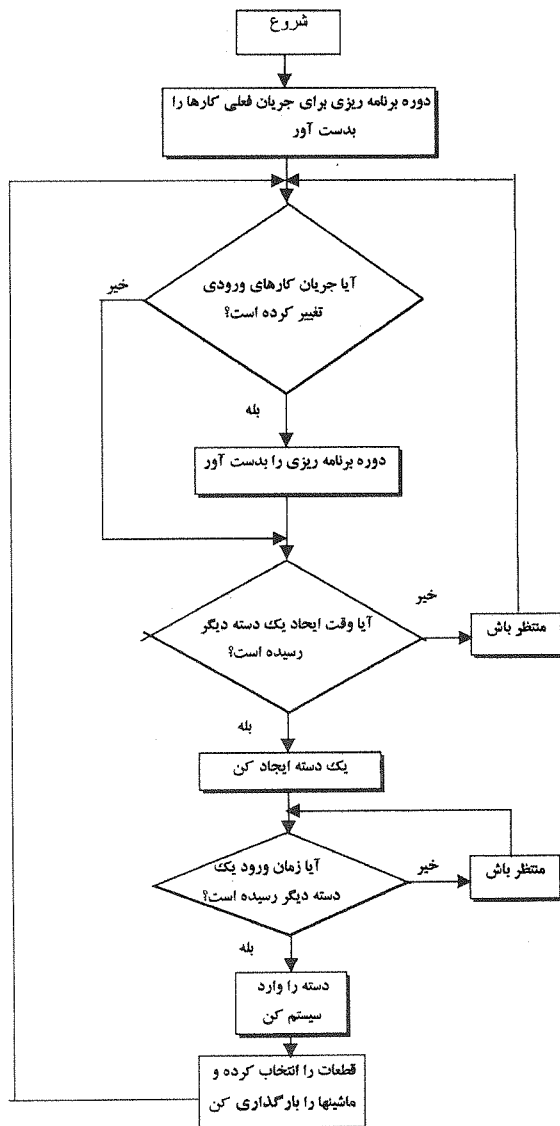 شروع
دوره برنامه ریزی برای جریان فعلی کارها را
بدست آور
آیا جریان کارهای ورودی
تغییر کرده است؟
خیر
بله
دوره برنامه ریزی را بدست آور
آیا وقت ایجاد یک دسته دیگر
رسیده است؟
خیر
منتظر باش
بله
یک دسته ایجاد کن
آیا زمان ورود یک
دسته دیگر رسیده است؟
خیر
منتظر باش
بله
دسته را وارد
سیستم کن
قطعات را انتخاب کرده و
ماشینها را بارگذاری کن